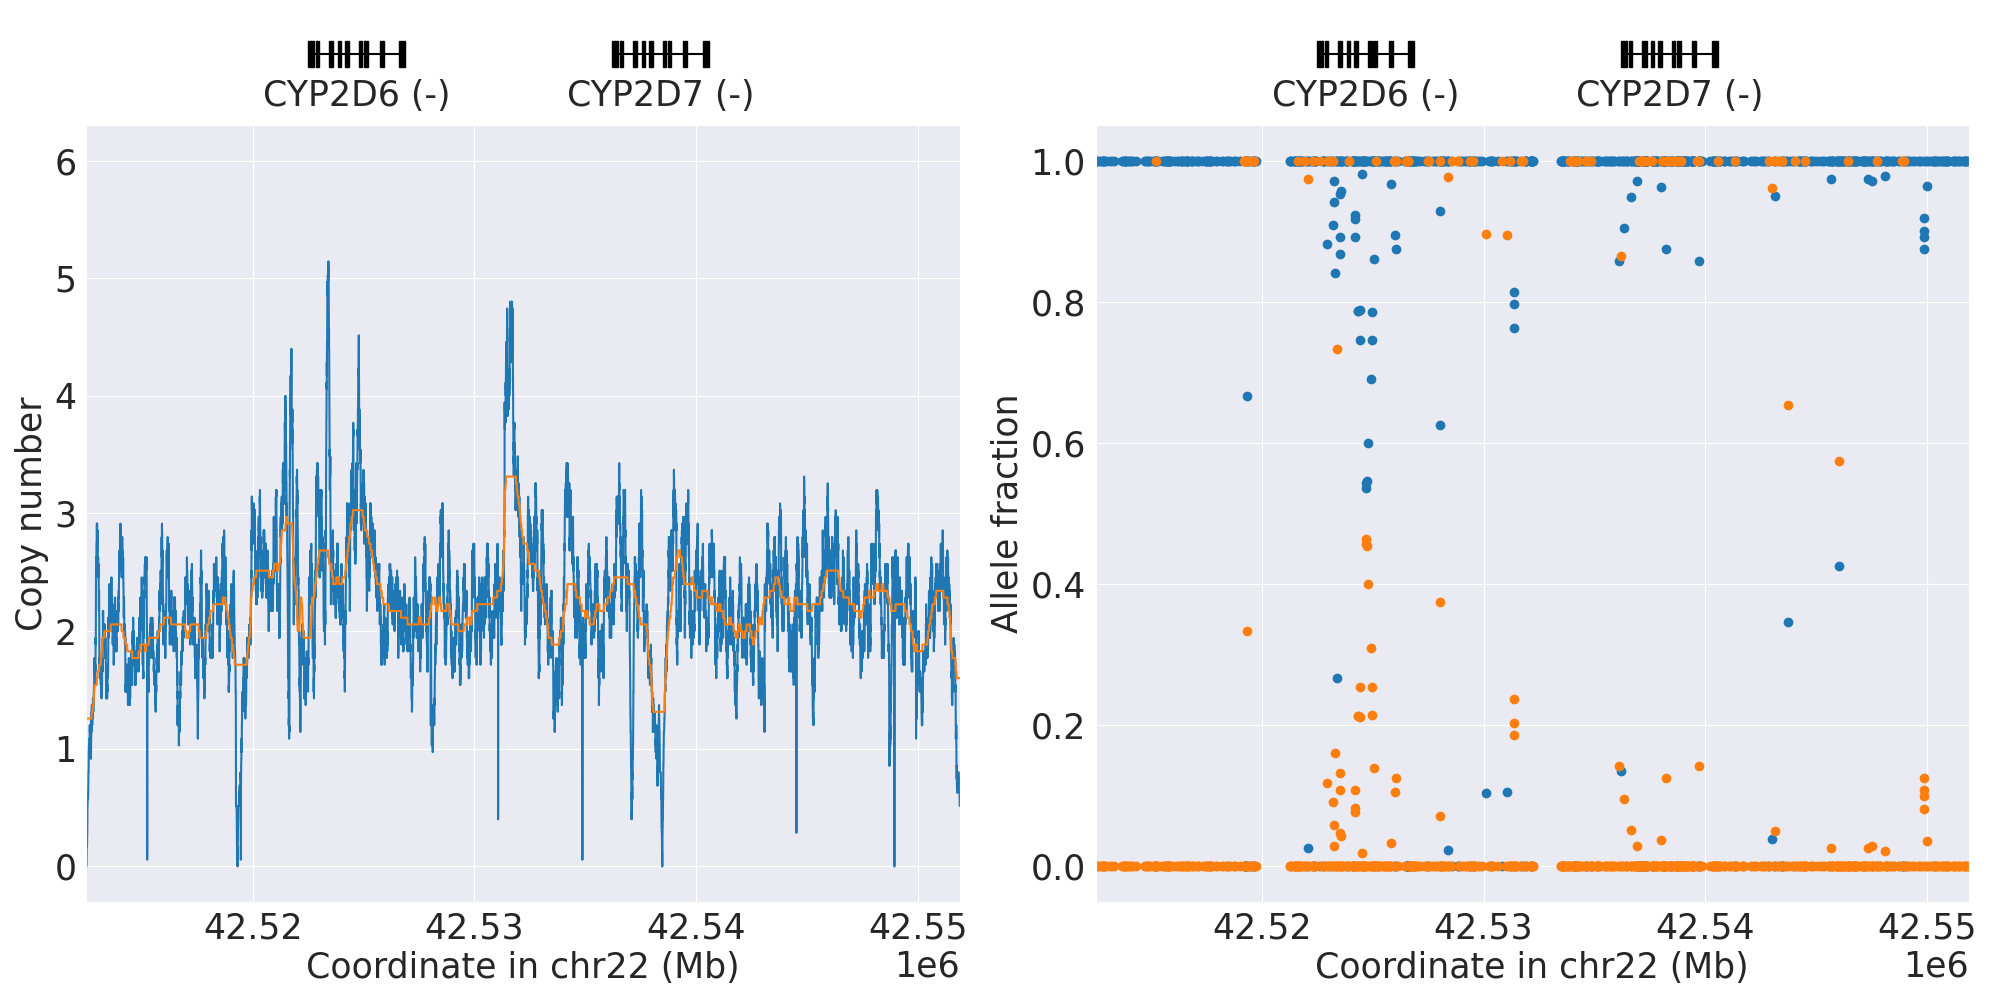 CYP2D6 (-) CYP2D7 (-)
6
5
4
3
2
1
0
Copy number
42.52 42.53 42.54 42.55
Coordinate in chr22 (Mb) 1e6
CYP2D6 (-) CYP2D7 (-)
1.0
0.8
0.6
0.4
0.2
0.0
Allele fraction
42.52 42.53 42.54 42.55
Coordinate in chr22 (Mb) 1e6